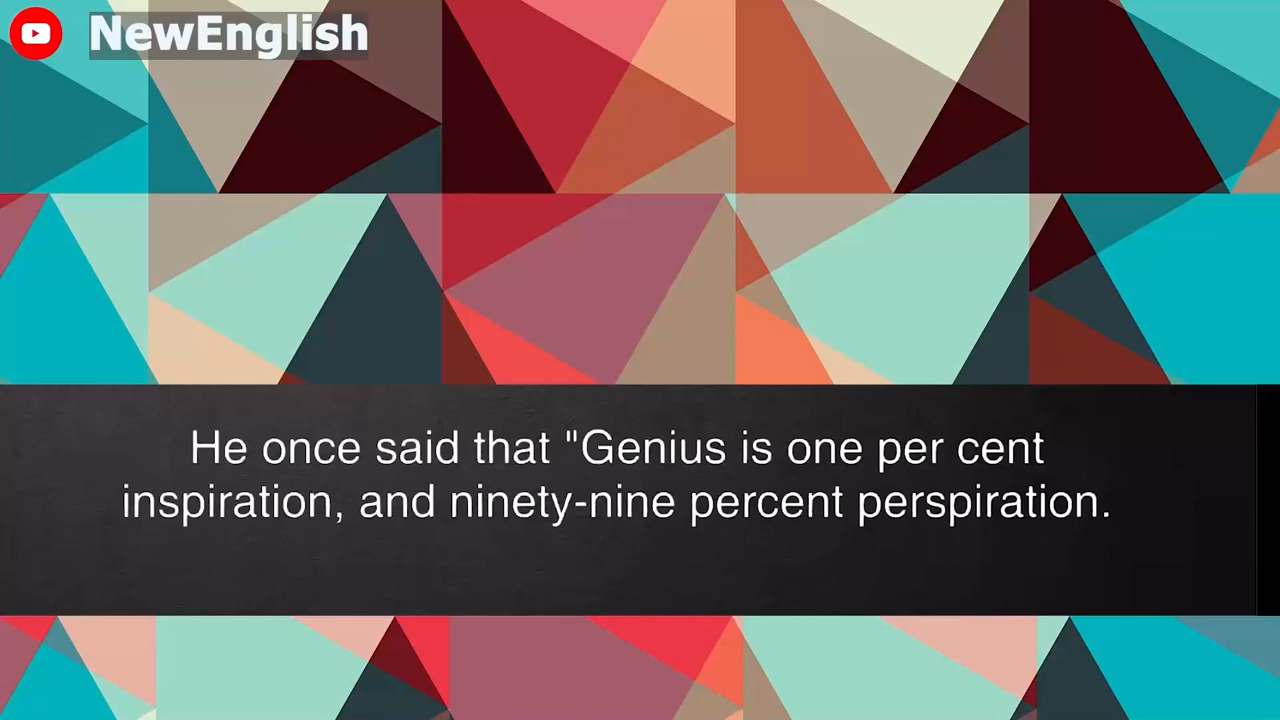 NewEnglish
He once said that "Genius is one per cent
inspiration, and ninety-nine percent perspiration.